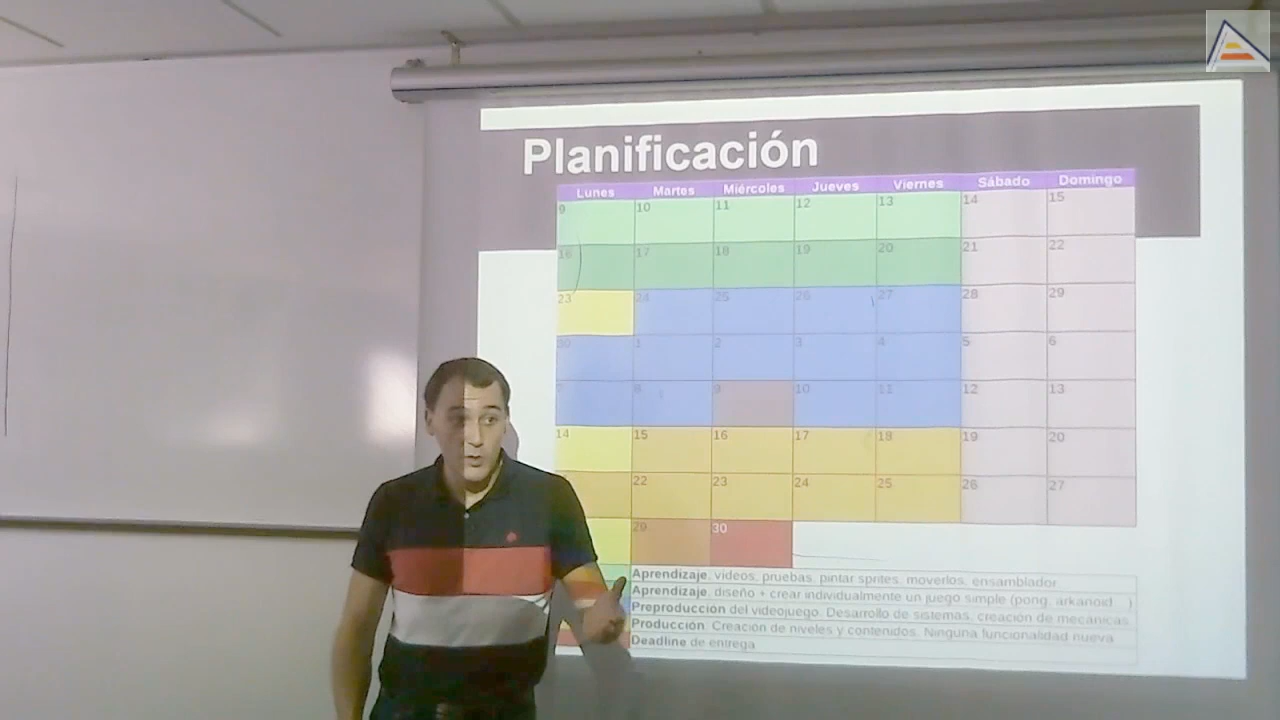 Planificación
Lunes Martes Miércoles Jueves Viernes Sábado Domingo
9 10 11 12 13 14 15
16 17 18 19 20 21 22
23 24 25 26 27 28 29
30 1 2 3 4 5 6
8 9 10 11 12 13
14 15 16 17 18 19 20
22 23 24 25 26 27
29 30
Aprendizaje, videos, pruebas, pintar sprites, moverlos, ensamblador...
Aprendizaje, diseño + crear individualmente un juego simple (pong, arkanoid...)
Preproducción del videojuego. Desarrollo de sistemas, creación de mecánicas
Producción. Creación de niveles y contenidos. Ninguna funcionalidad nueva
Deadline de entrega